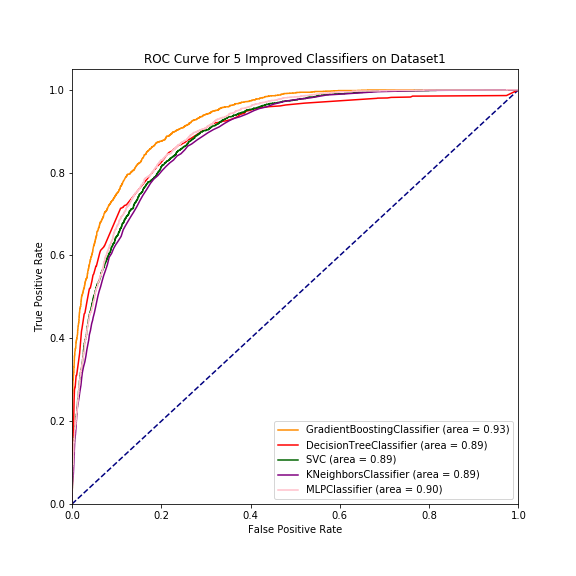 ROC Curve for 5 Improved Classifiers on Dataset1
True Positive Rate
1.0
0.8
0.6
0.4
0.2
0.0
GradientBoostingClassifier (area = 0.93)
DecisionTreeClassifier (area = 0.89)
SVC (area = 0.89)
KNeighborsClassifier (area = 0.89)
MLPClassifier (area = 0.90)
0.0 0.2 0.4 0.6 0.8 1.0
False Positive Rate